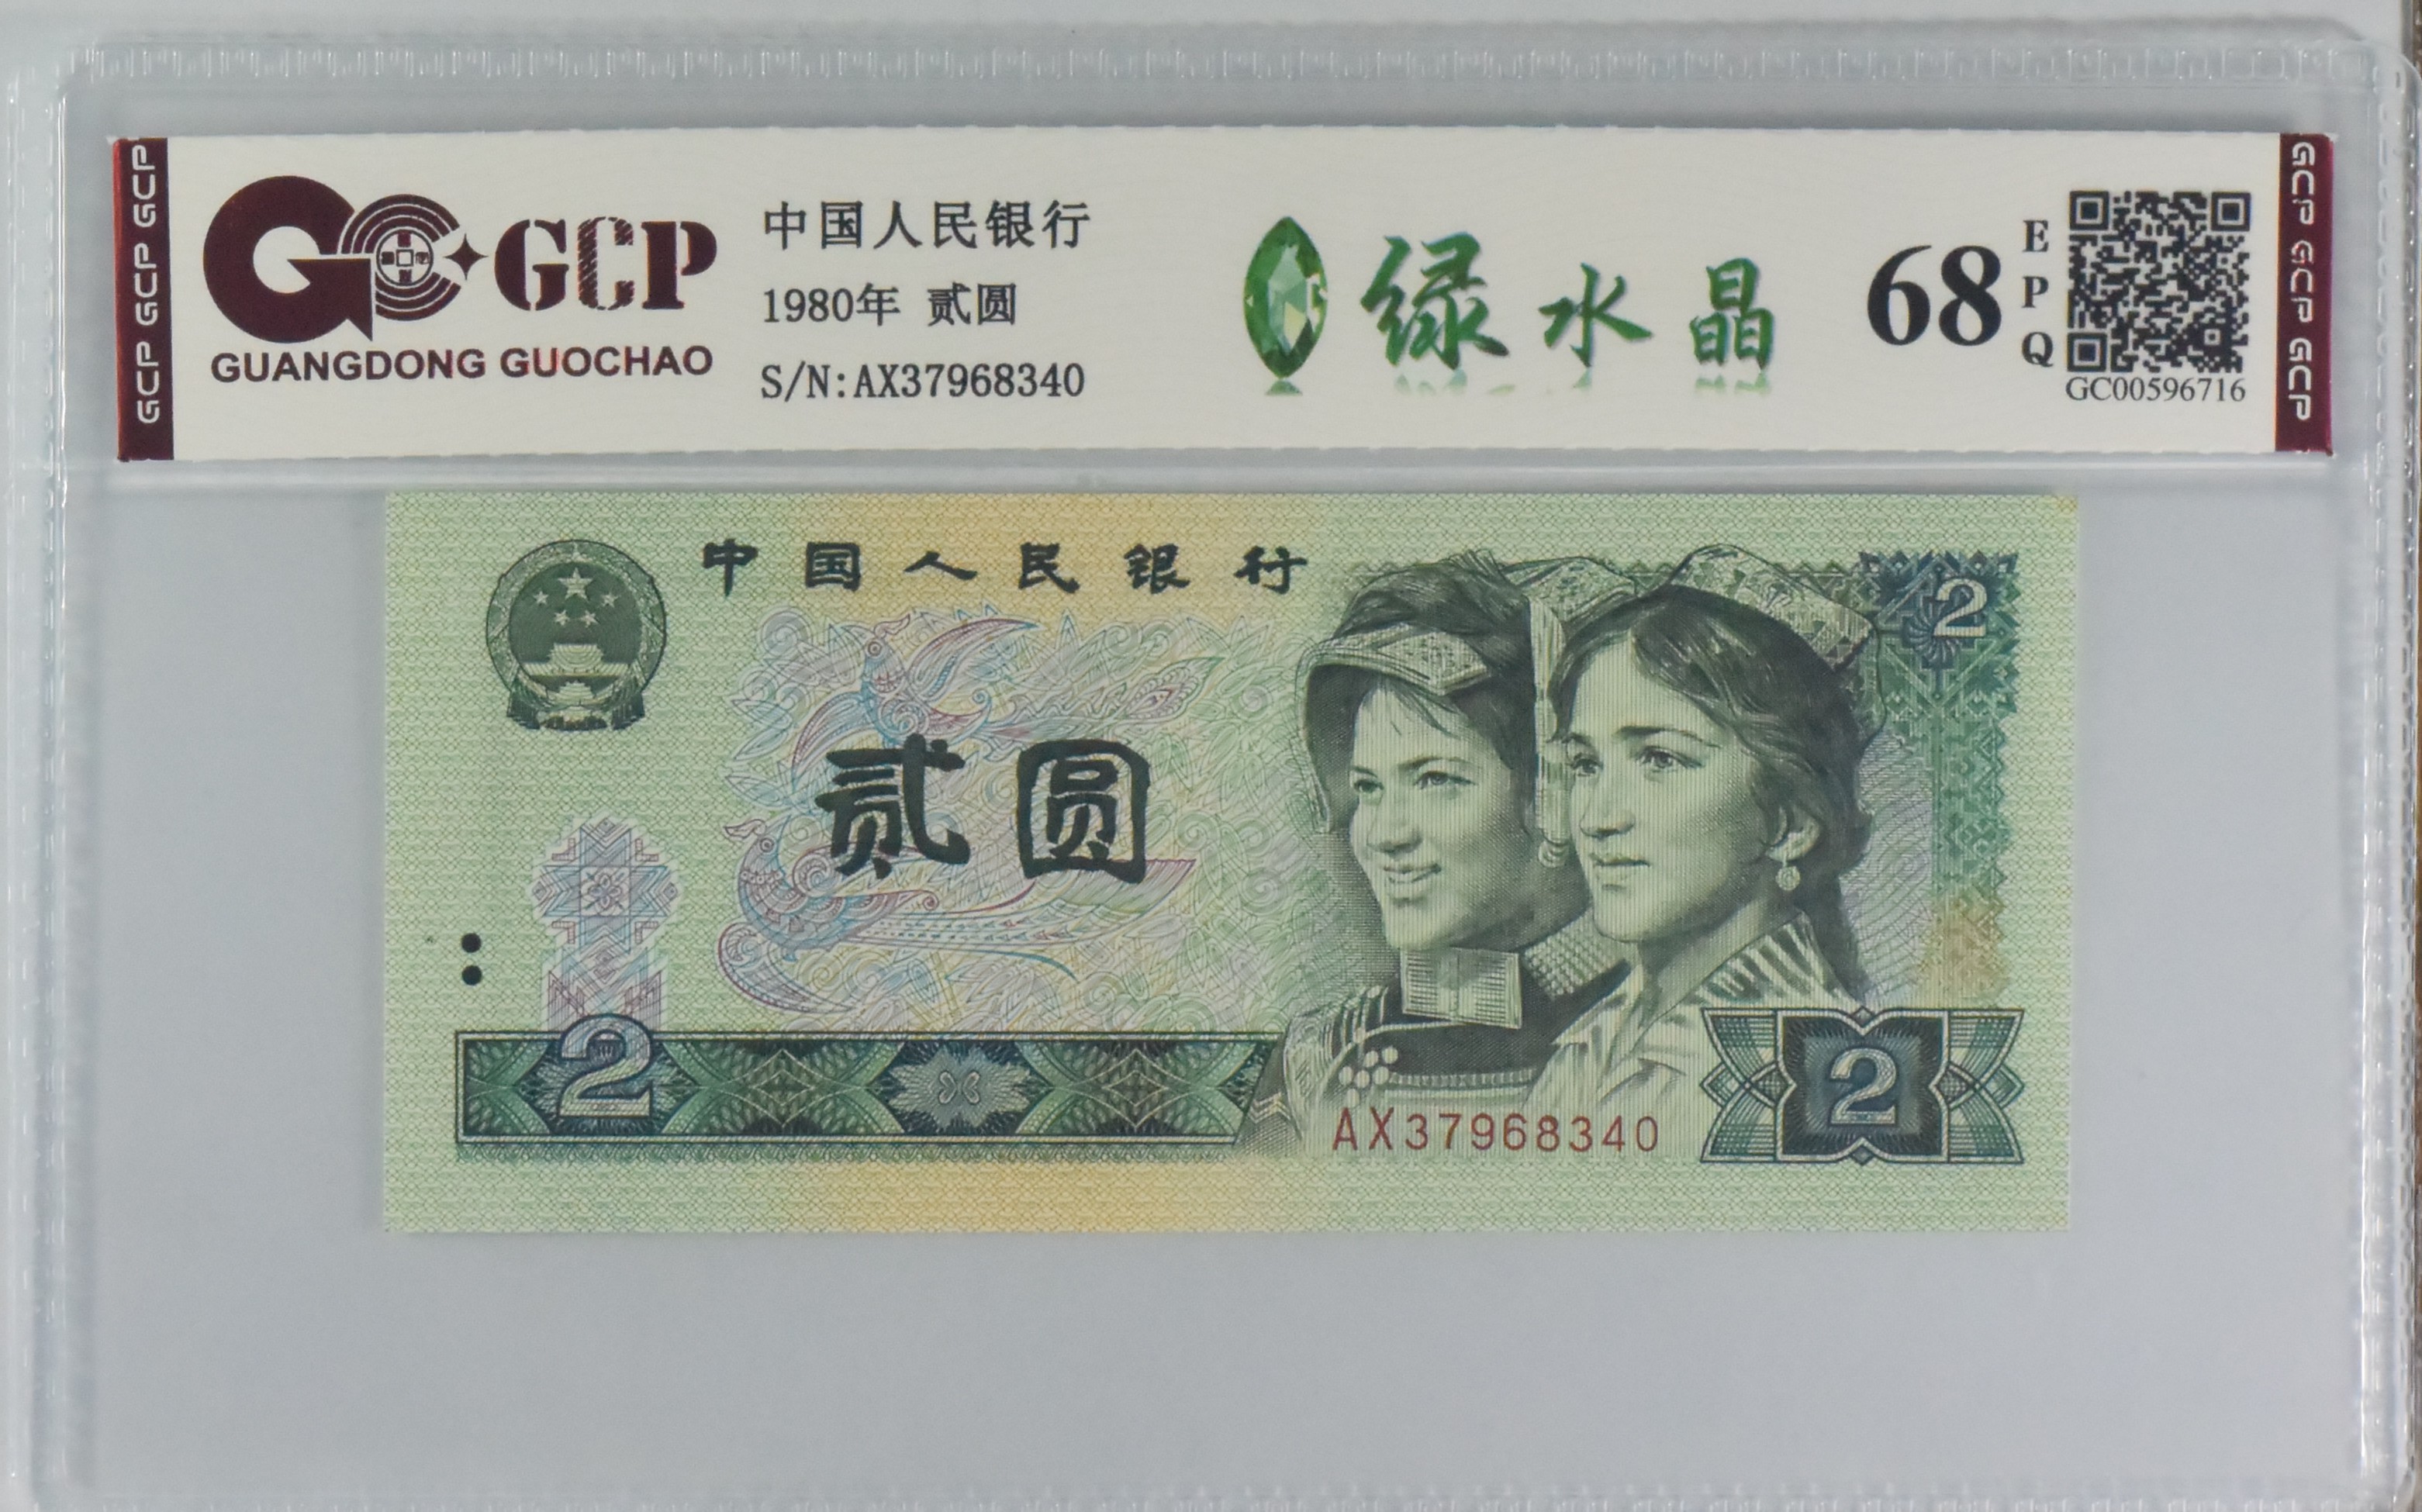 GCP GCP GCP
GCP
GUANGDONG GUOCHAO
中国人民银行
1980年 贰圆
S/N:AX37968340
绿水晶
68
E
P
Q
GC00596716
GCP GCP GCP
中国人民银行
2
贰圆
2
AX37968340
2